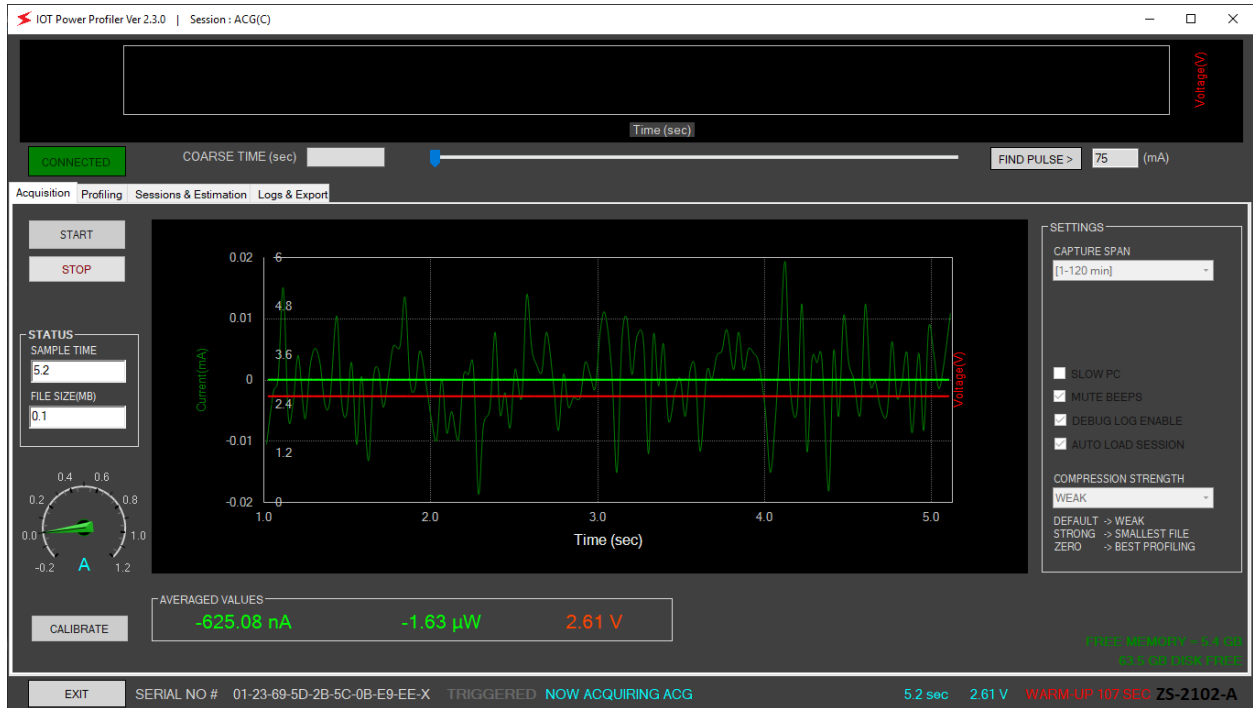 IOT Power Profiler Ver 2.3.0 | Session : ACG(C)
Voltage(V)
Time (sec)
CONNECTED
COARSE TIME (sec)
FIND PULSE >
75
(mA)
Acquisition
Profiling
Sessions & Estimation
Logs & Export
START
STOP
STATUS
SAMPLE TIME
5.2
FILE SIZE(MB)
0.1
0.4 0.6
0.2 0.8
0.0 1.0
-0.2 A 1.2
CALIBRATE
Current(mA)
0.02
0.01
0
-0.01
-0.02
6
4.8
3.6
2.4
1.2
0
Voltage(V)
1.0 2.0 3.0 4.0 5.0
Time (sec)
SETTINGS
CAPTURE SPAN
[1-120 min]
SLOW PC
MUTE BEEPS
DEBUG LOG ENABLE
AUTO LOAD SESSION
COMPRESSION STRENGTH
WEAK
DEFAULT -> WEAK
STRONG -> SMALLEST FILE
ZERO -> BEST PROFILING
AVERAGED VALUES
-625.08 nA -1.63 µW 2.61 V
FREE MEMORY = 5.4 GB
63.5 GB DISK FREE
EXIT
SERIAL NO # 01-23-69-5D-2B-5C-0B-E9-EE-X TRIGGERED NOW ACQUIRING ACG 5.2 sec 2.61 V WARM-UP 107 SEC ZS-2102-A